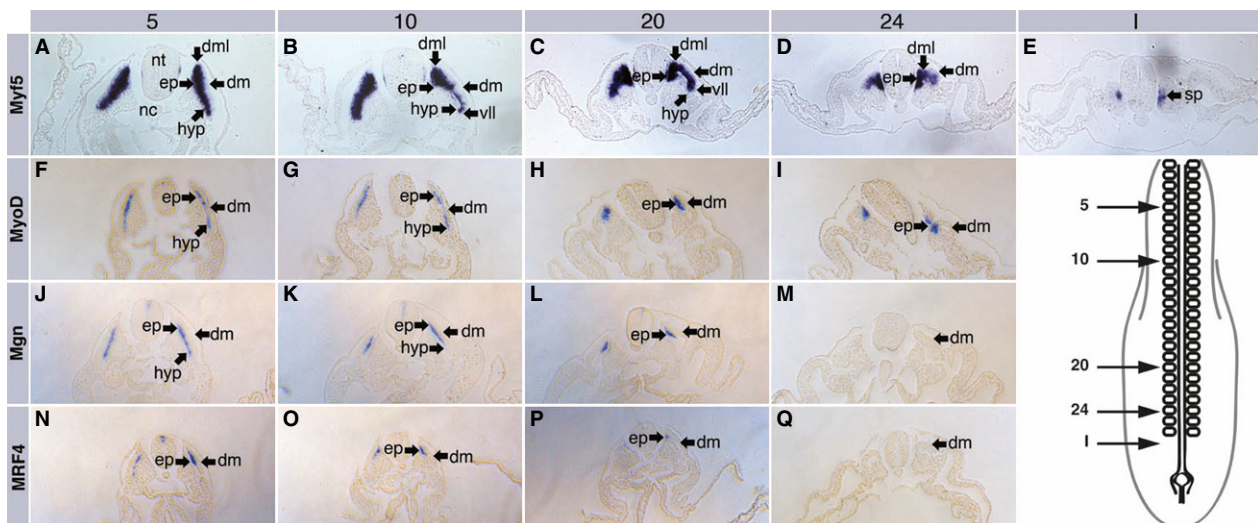 5 10 20 24 I
Myf5
A nt dml ep dm nc hyp
B dml ep dm hyp vll
C dml ep dm vll hyp
D dml ep dm
E sp
MyoD
F ep dm hyp
G ep dm hyp
H ep dm
I ep dm
Mgn
J ep dm hyp
K ep dm hyp
L ep dm
M dm
MRF4
N ep dm
O ep dm
P ep dm
Q dm
5
10
20
24
I